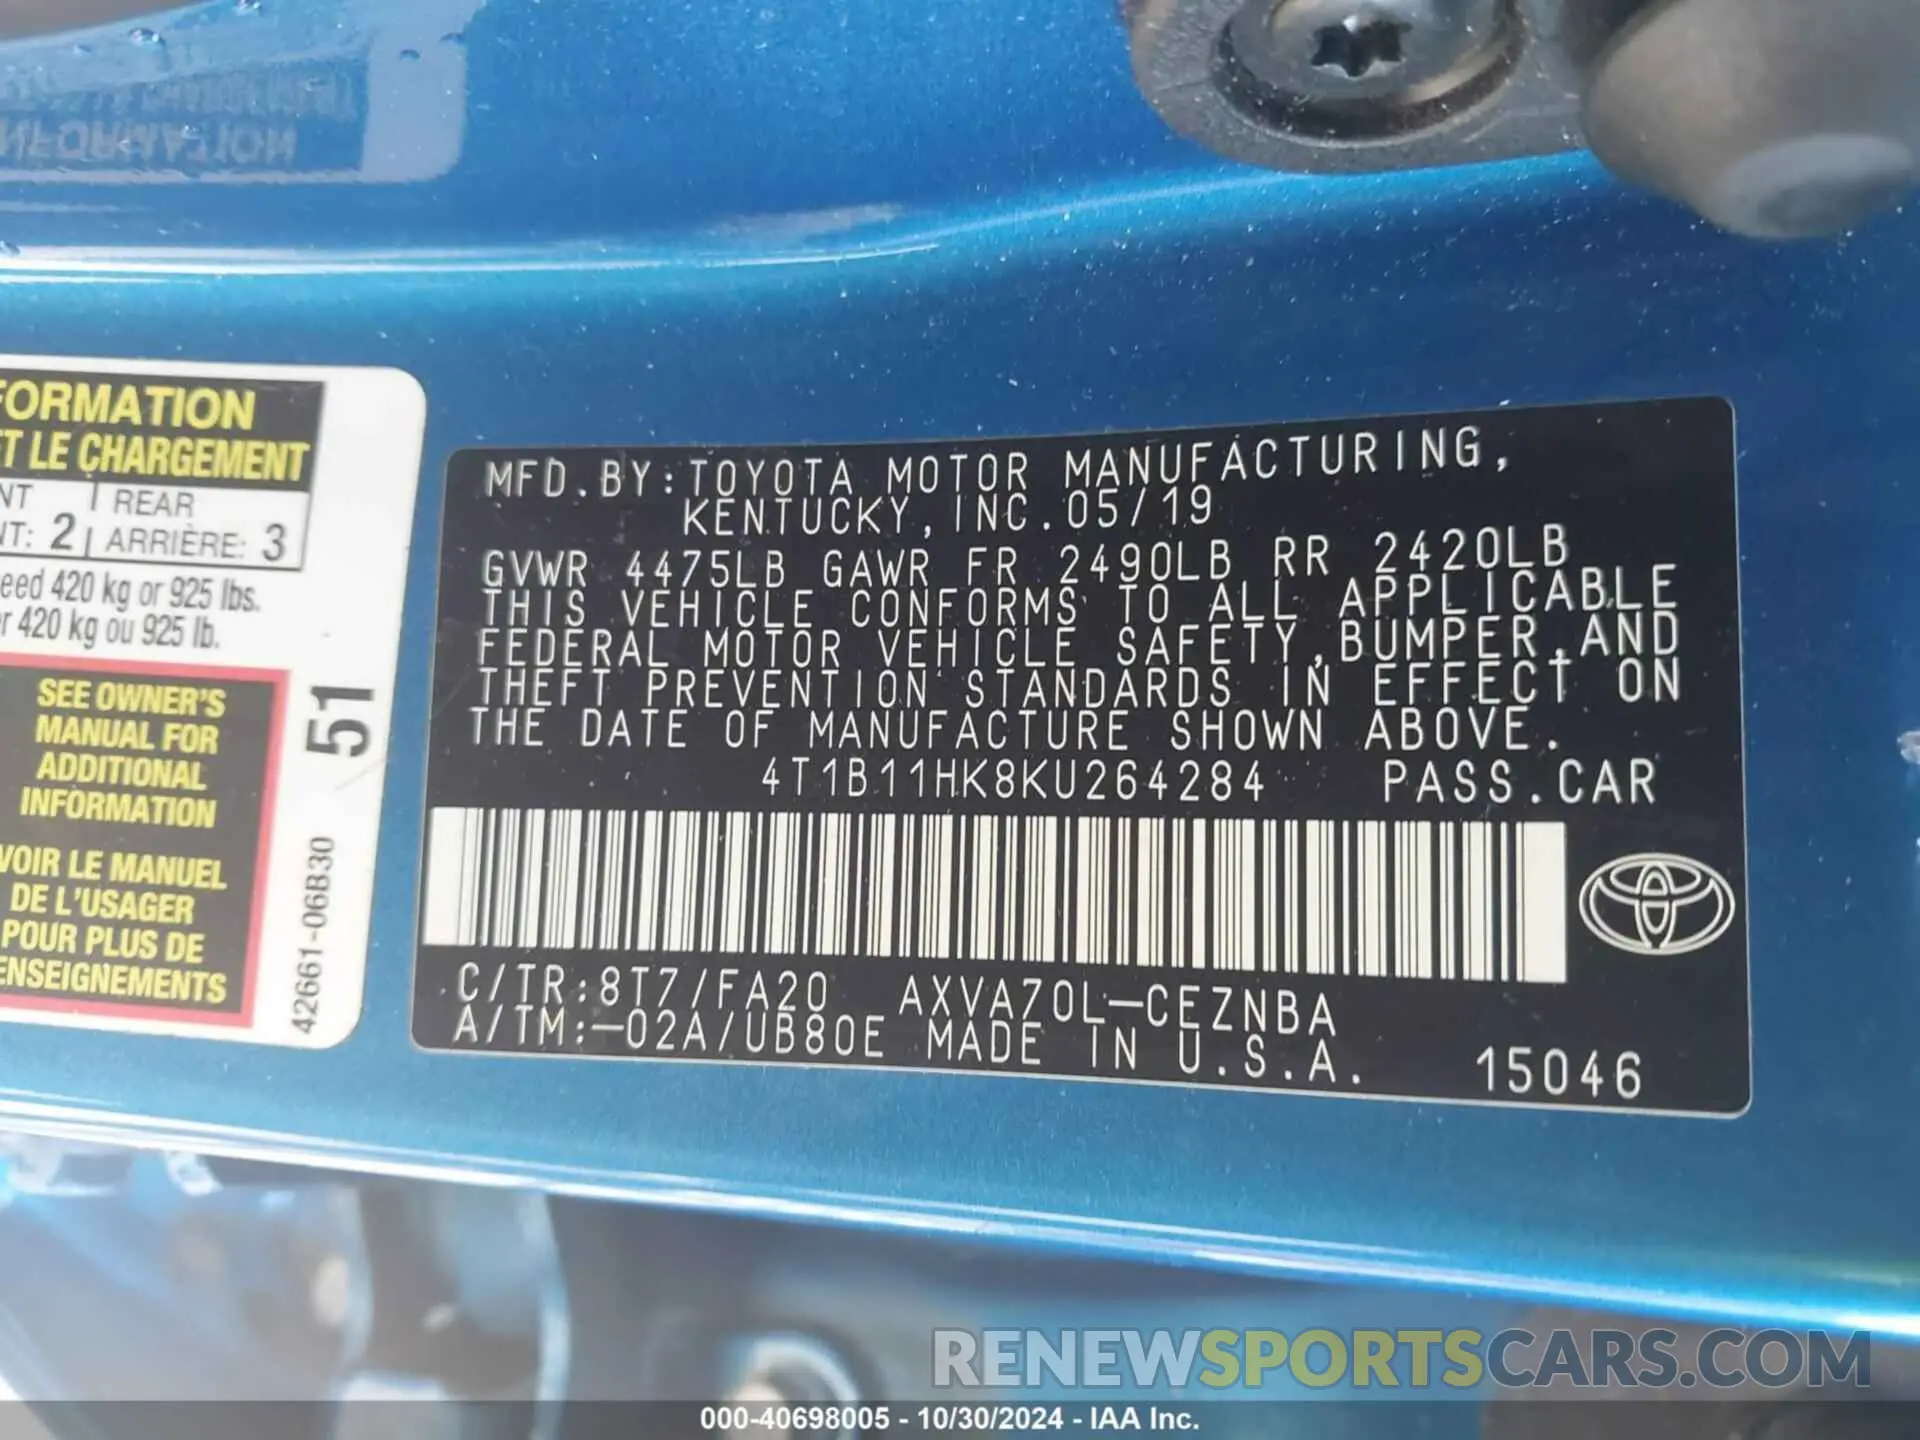 INFORMATION
FORMATION
ET LE CHARGEMENT
NT | REAR
NT: 2 | ARRIÈRE: 3
eed 420 kg or 925 lbs.
r 420 kg ou 925 lb.
SEE OWNER'S
MANUAL FOR
ADDITIONAL
INFORMATION
VOIR LE MANUEL
DE L'USAGER
POUR PLUS DE
ENSEIGNEMENTS
51
42661-06B30
MFD.BY:TOYOTA MOTOR MANUFACTURING,
KENTUCKY, INC.05/19
GVWR 4475LB GAWR FR 2490LB RR 2420LB
THIS VEHICLE CONFORMS TO ALL APPLICABLE
FEDERAL MOTOR VEHICLE SAFETY,BUMPER,AND
THEFT PREVENTION STANDARDS IN EFFECT ON
THE DATE OF MANUFACTURE SHOWN ABOVE.
4T1B11HK8KU264284 PASS.CAR
C/TR:8T7/FA20 AXVA70L-CEZNBA
A/TM:-02A/UB80E MADE IN U.S.A. 15046
RENEWSPORTSCARS.COM
000-40698005 - 10/30/2024 - IAA Inc.